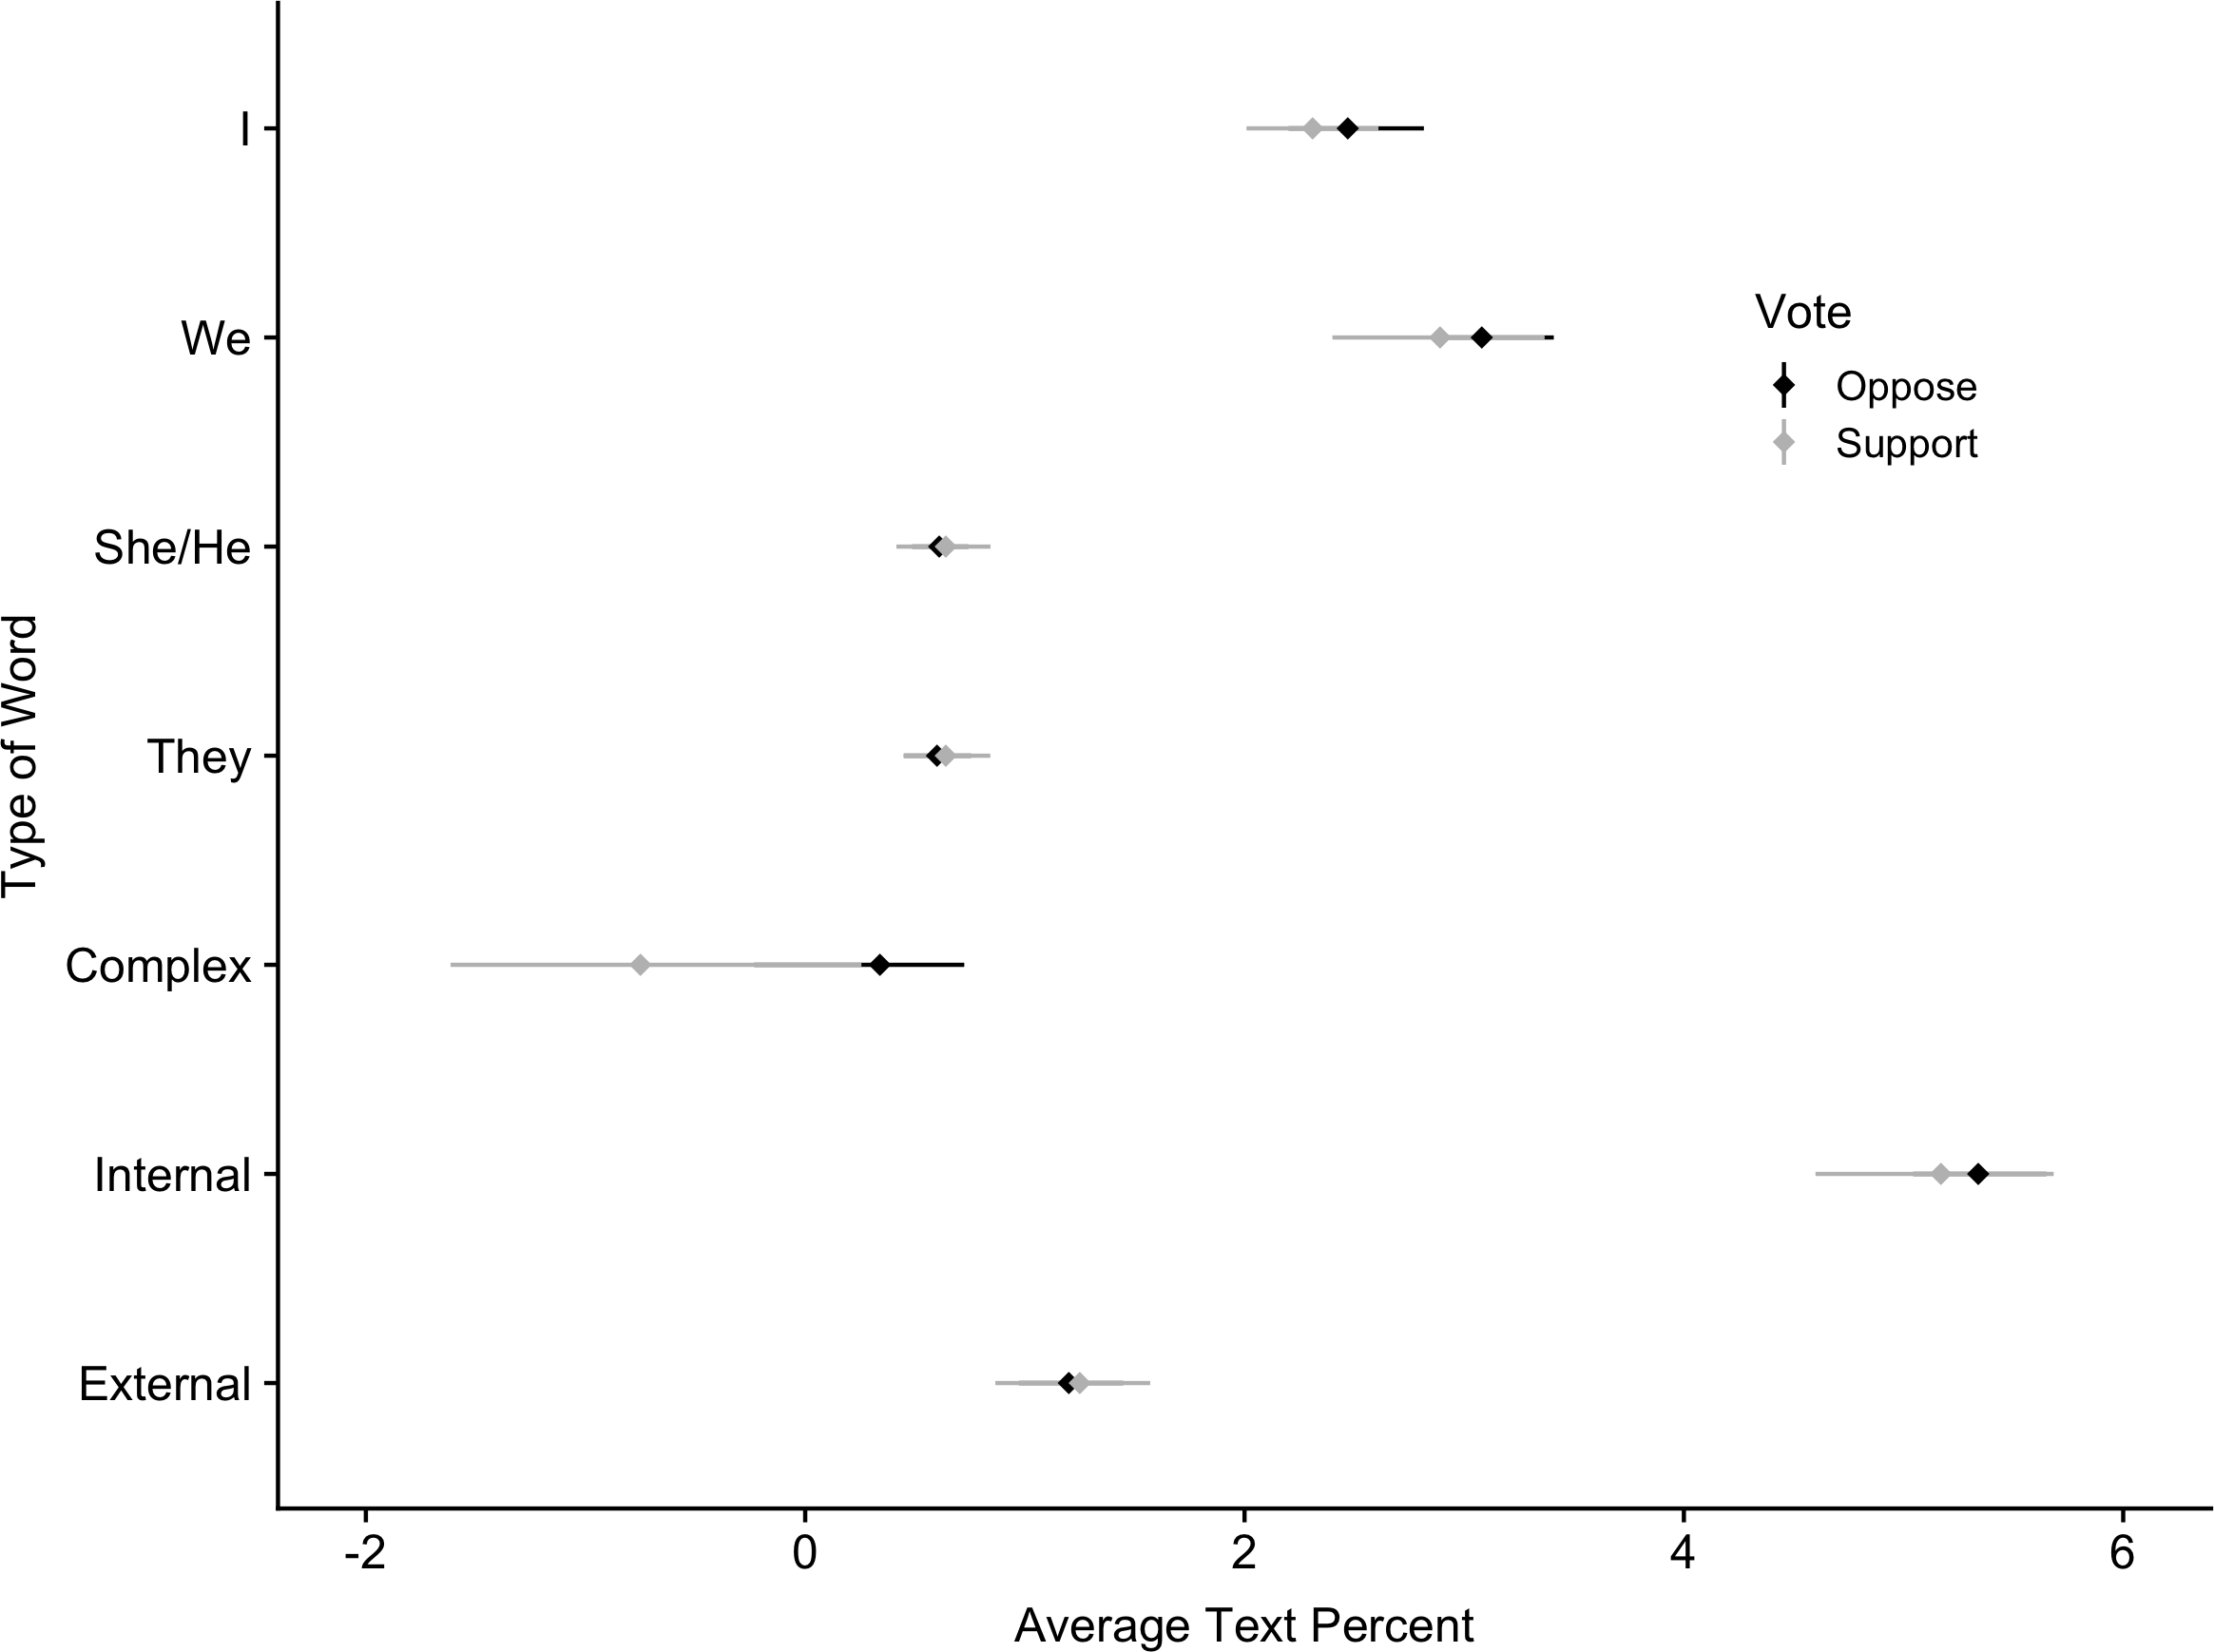 I
We
She/He
They
Complex
Internal
External
Type of Word
Vote
Oppose
Support
-2
0
2
4
6
Average Text Percent